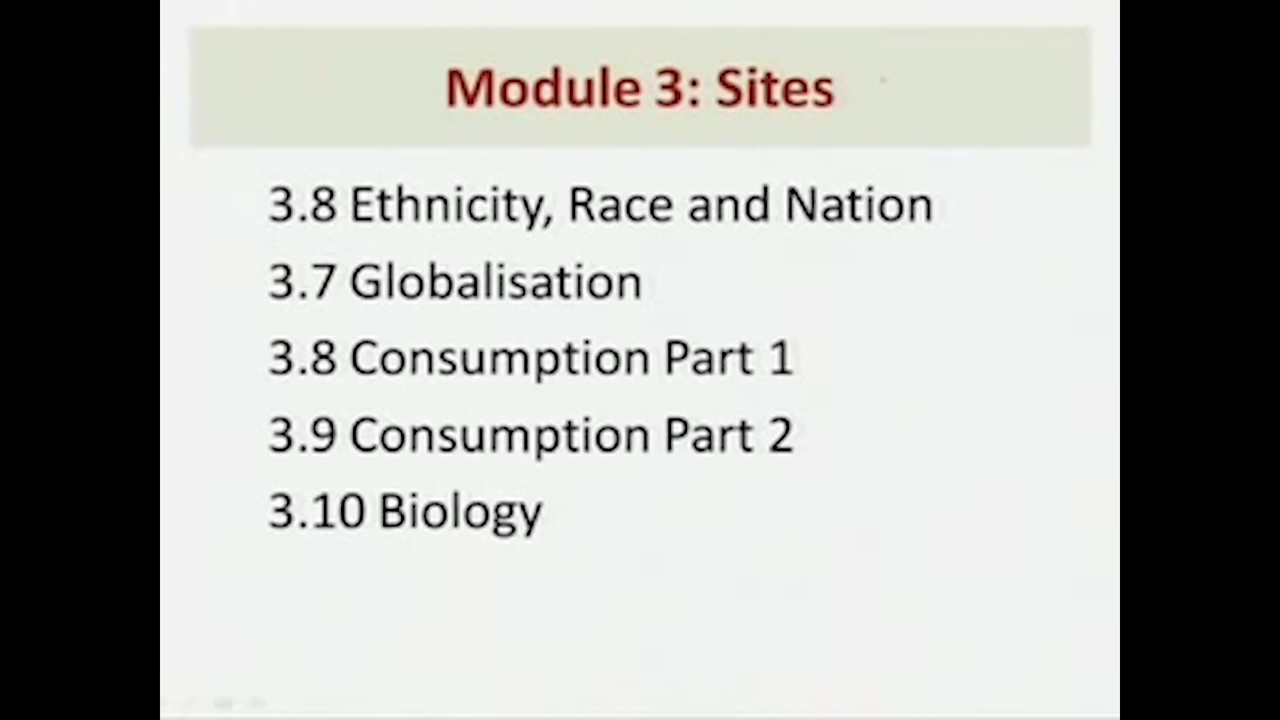 Module 3: Sites
3.8 Ethnicity, Race and Nation
3.7 Globalisation
3.8 Consumption Part 1
3.9 Consumption Part 2
3.10 Biology